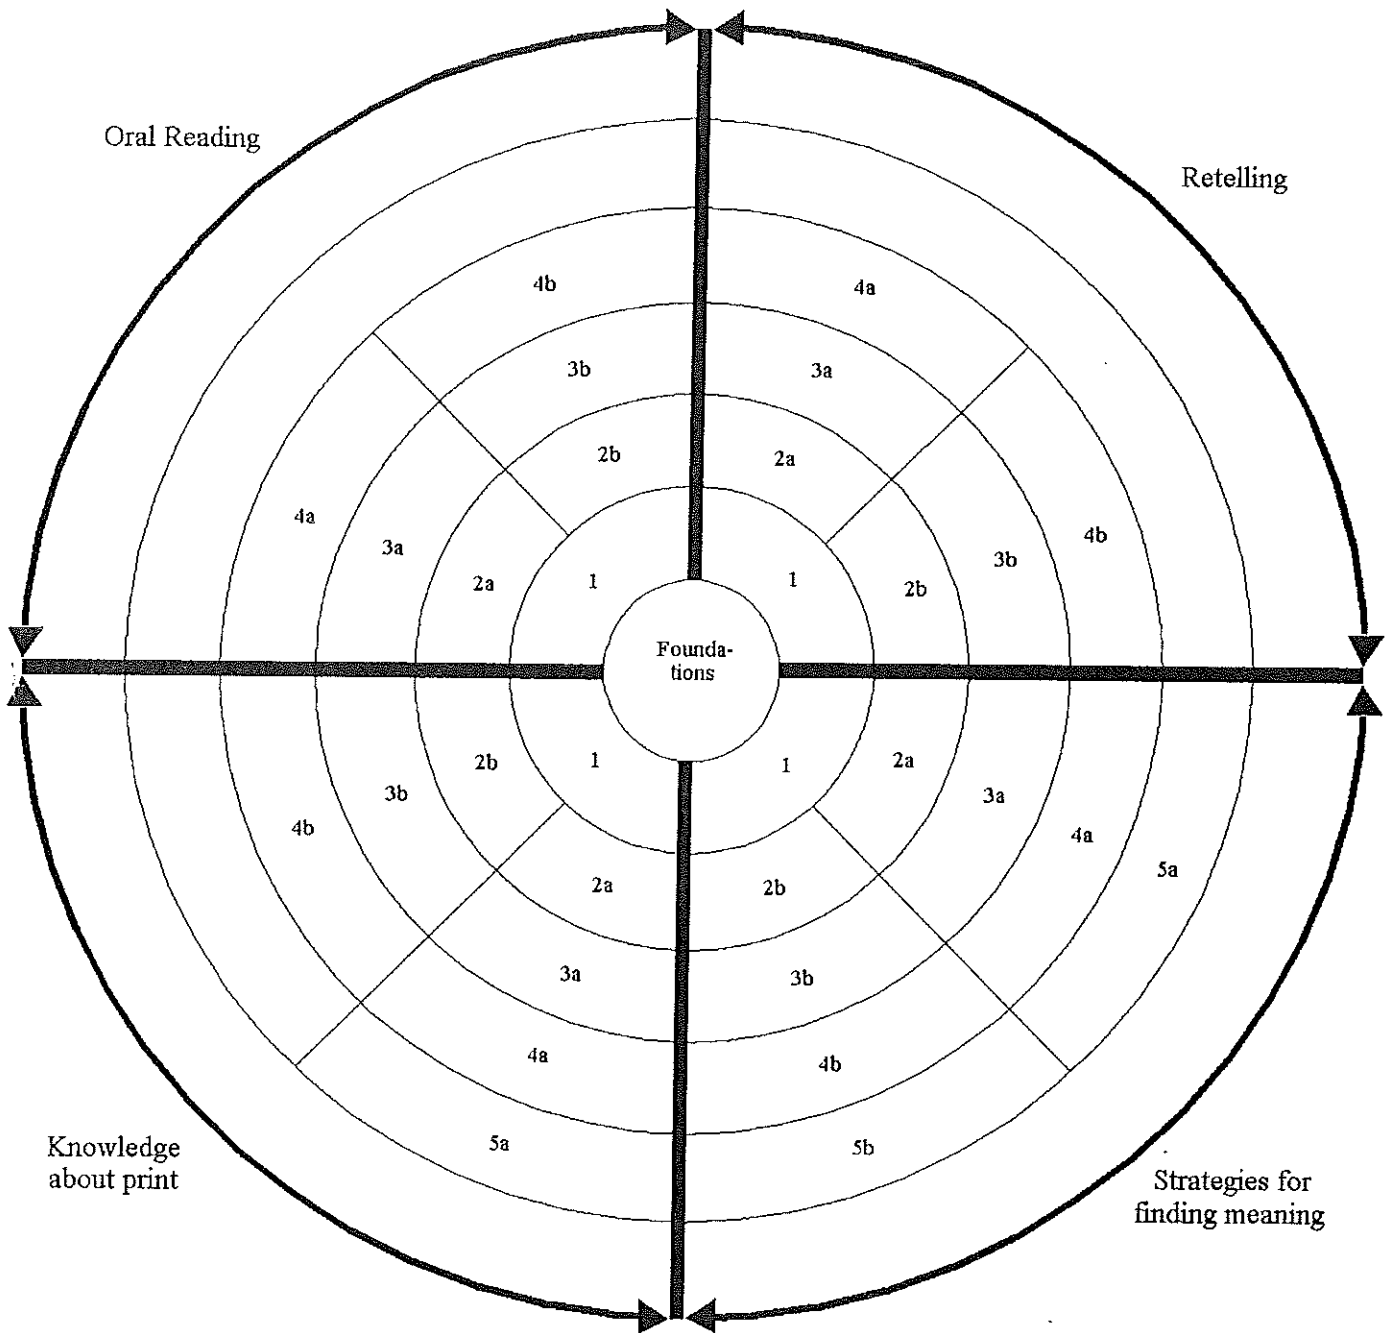 Oral Reading
Retelling
4b
4a
3b
3a
2b
2a
4a
4b
3a
3b
2a
1
1
2b
Founda-
tions
2b
1
1
2a
3b
3a
4b
4a
5a
2a
2b
3a
3b
4a
4b
5a
5b
Knowledge
about print
Strategies for
finding meaning